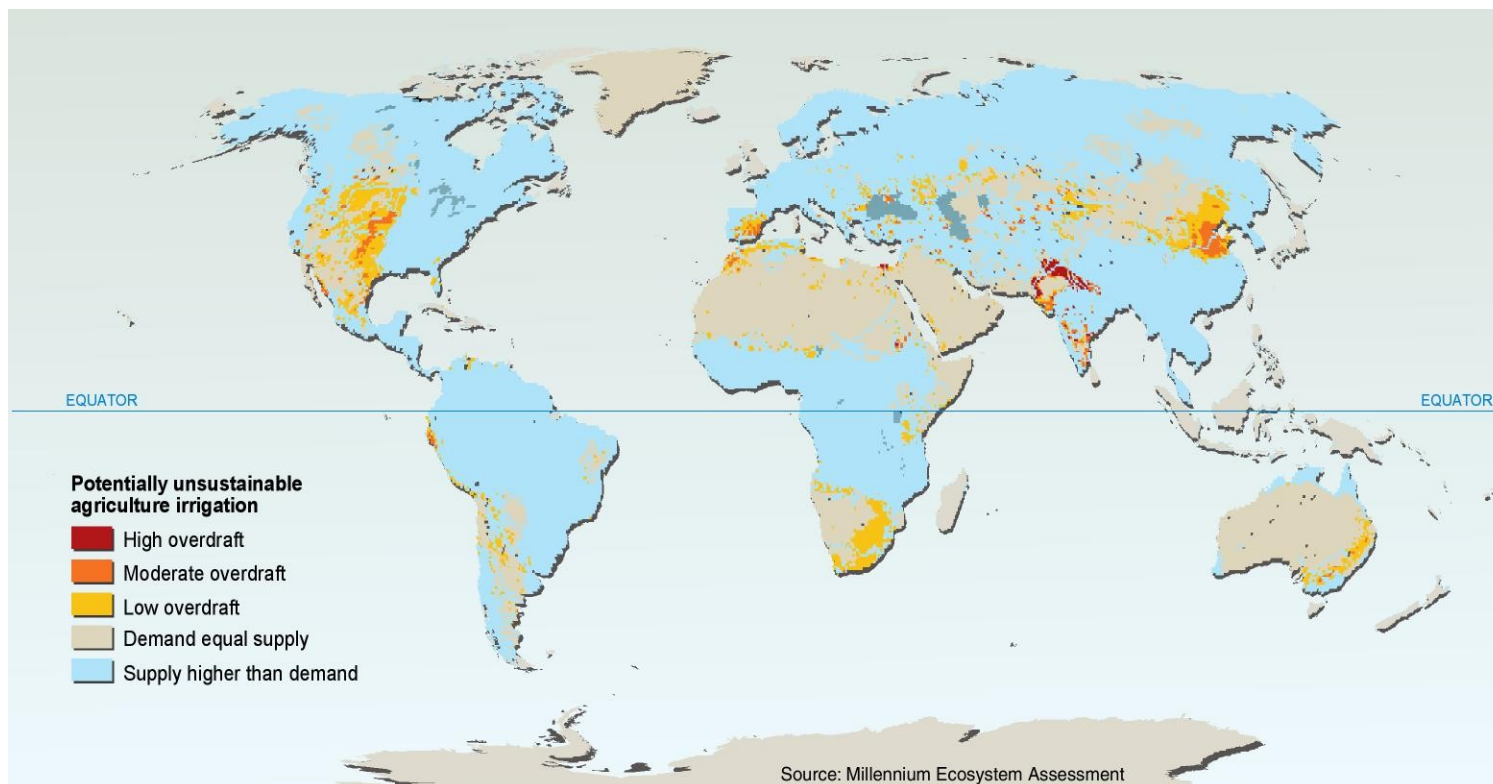 EQUATOR
EQUATOR
Potentially unsustainable
agriculture irrigation
High overdraft
Moderate overdraft
Low overdraft
Demand equal supply
Supply higher than demand
Source: Millennium Ecosystem Assessment